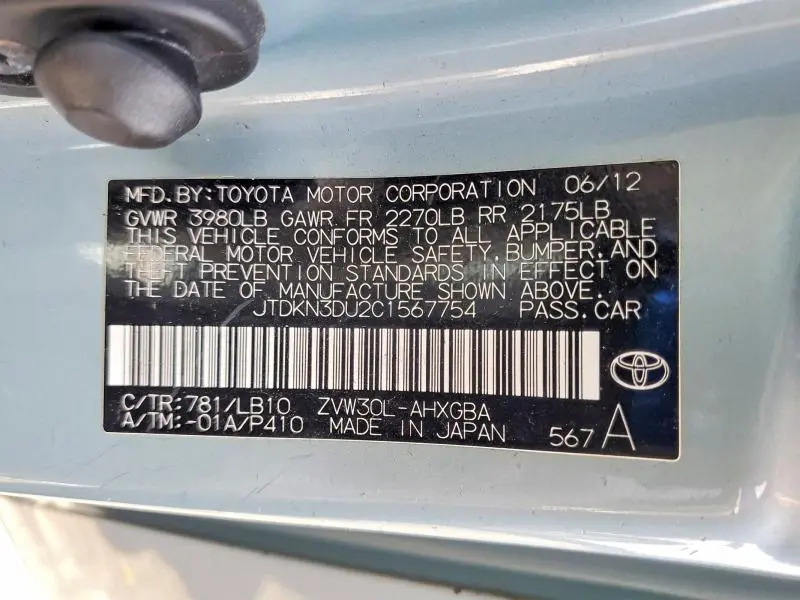 MFD. BY: TOYOTA MOTOR CORPORATION 06/12
GVWR 3980LB GAWR FR 2270LB RR 2175LB
THIS VEHICLE CONFORMS TO ALL APPLICABLE
FEDERAL MOTOR VEHICLE SAFETY, BUMPER, AND
THEFT PREVENTION STANDARDS IN EFFECT ON
THE DATE OF MANUFACTURE SHOWN ABOVE.
JTDKN3DU2C1567754 PASS. CAR
C/TR: 781/LB10 ZVW30L-AHXGBA
A/TM: -01A/P410 MADE IN JAPAN 567 A